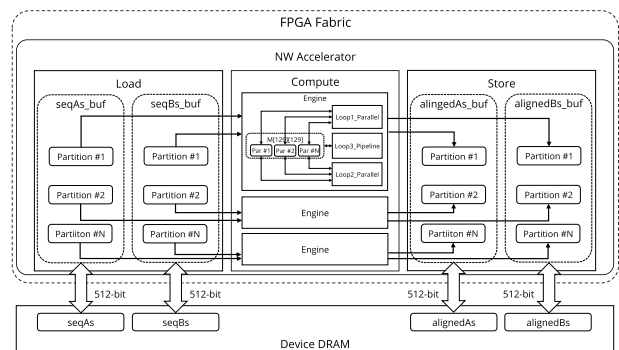 FPGA Fabric
NW Accelerator
Load
Compute
Store
seqAs_buf
seqBs_buf
Engine
alingedAs_buf
alignedBs_buf
Loop1_Parallel
M[129][129]
Partition #1
Partition #1
Par #1
Par #2
Par #N
Loop3_Pipeline
Partition #1
Partition #1
Loop2_Parallel
Partition #2
Partition #2
Engine
Partition #2
Partition #2
Partiiton #N
Partition #N
Engine
Partition #N
Partition #N
512-bit
512-bit
512-bit
512-bit
seqAs
seqBs
alignedAs
alignedBs
Device DRAM